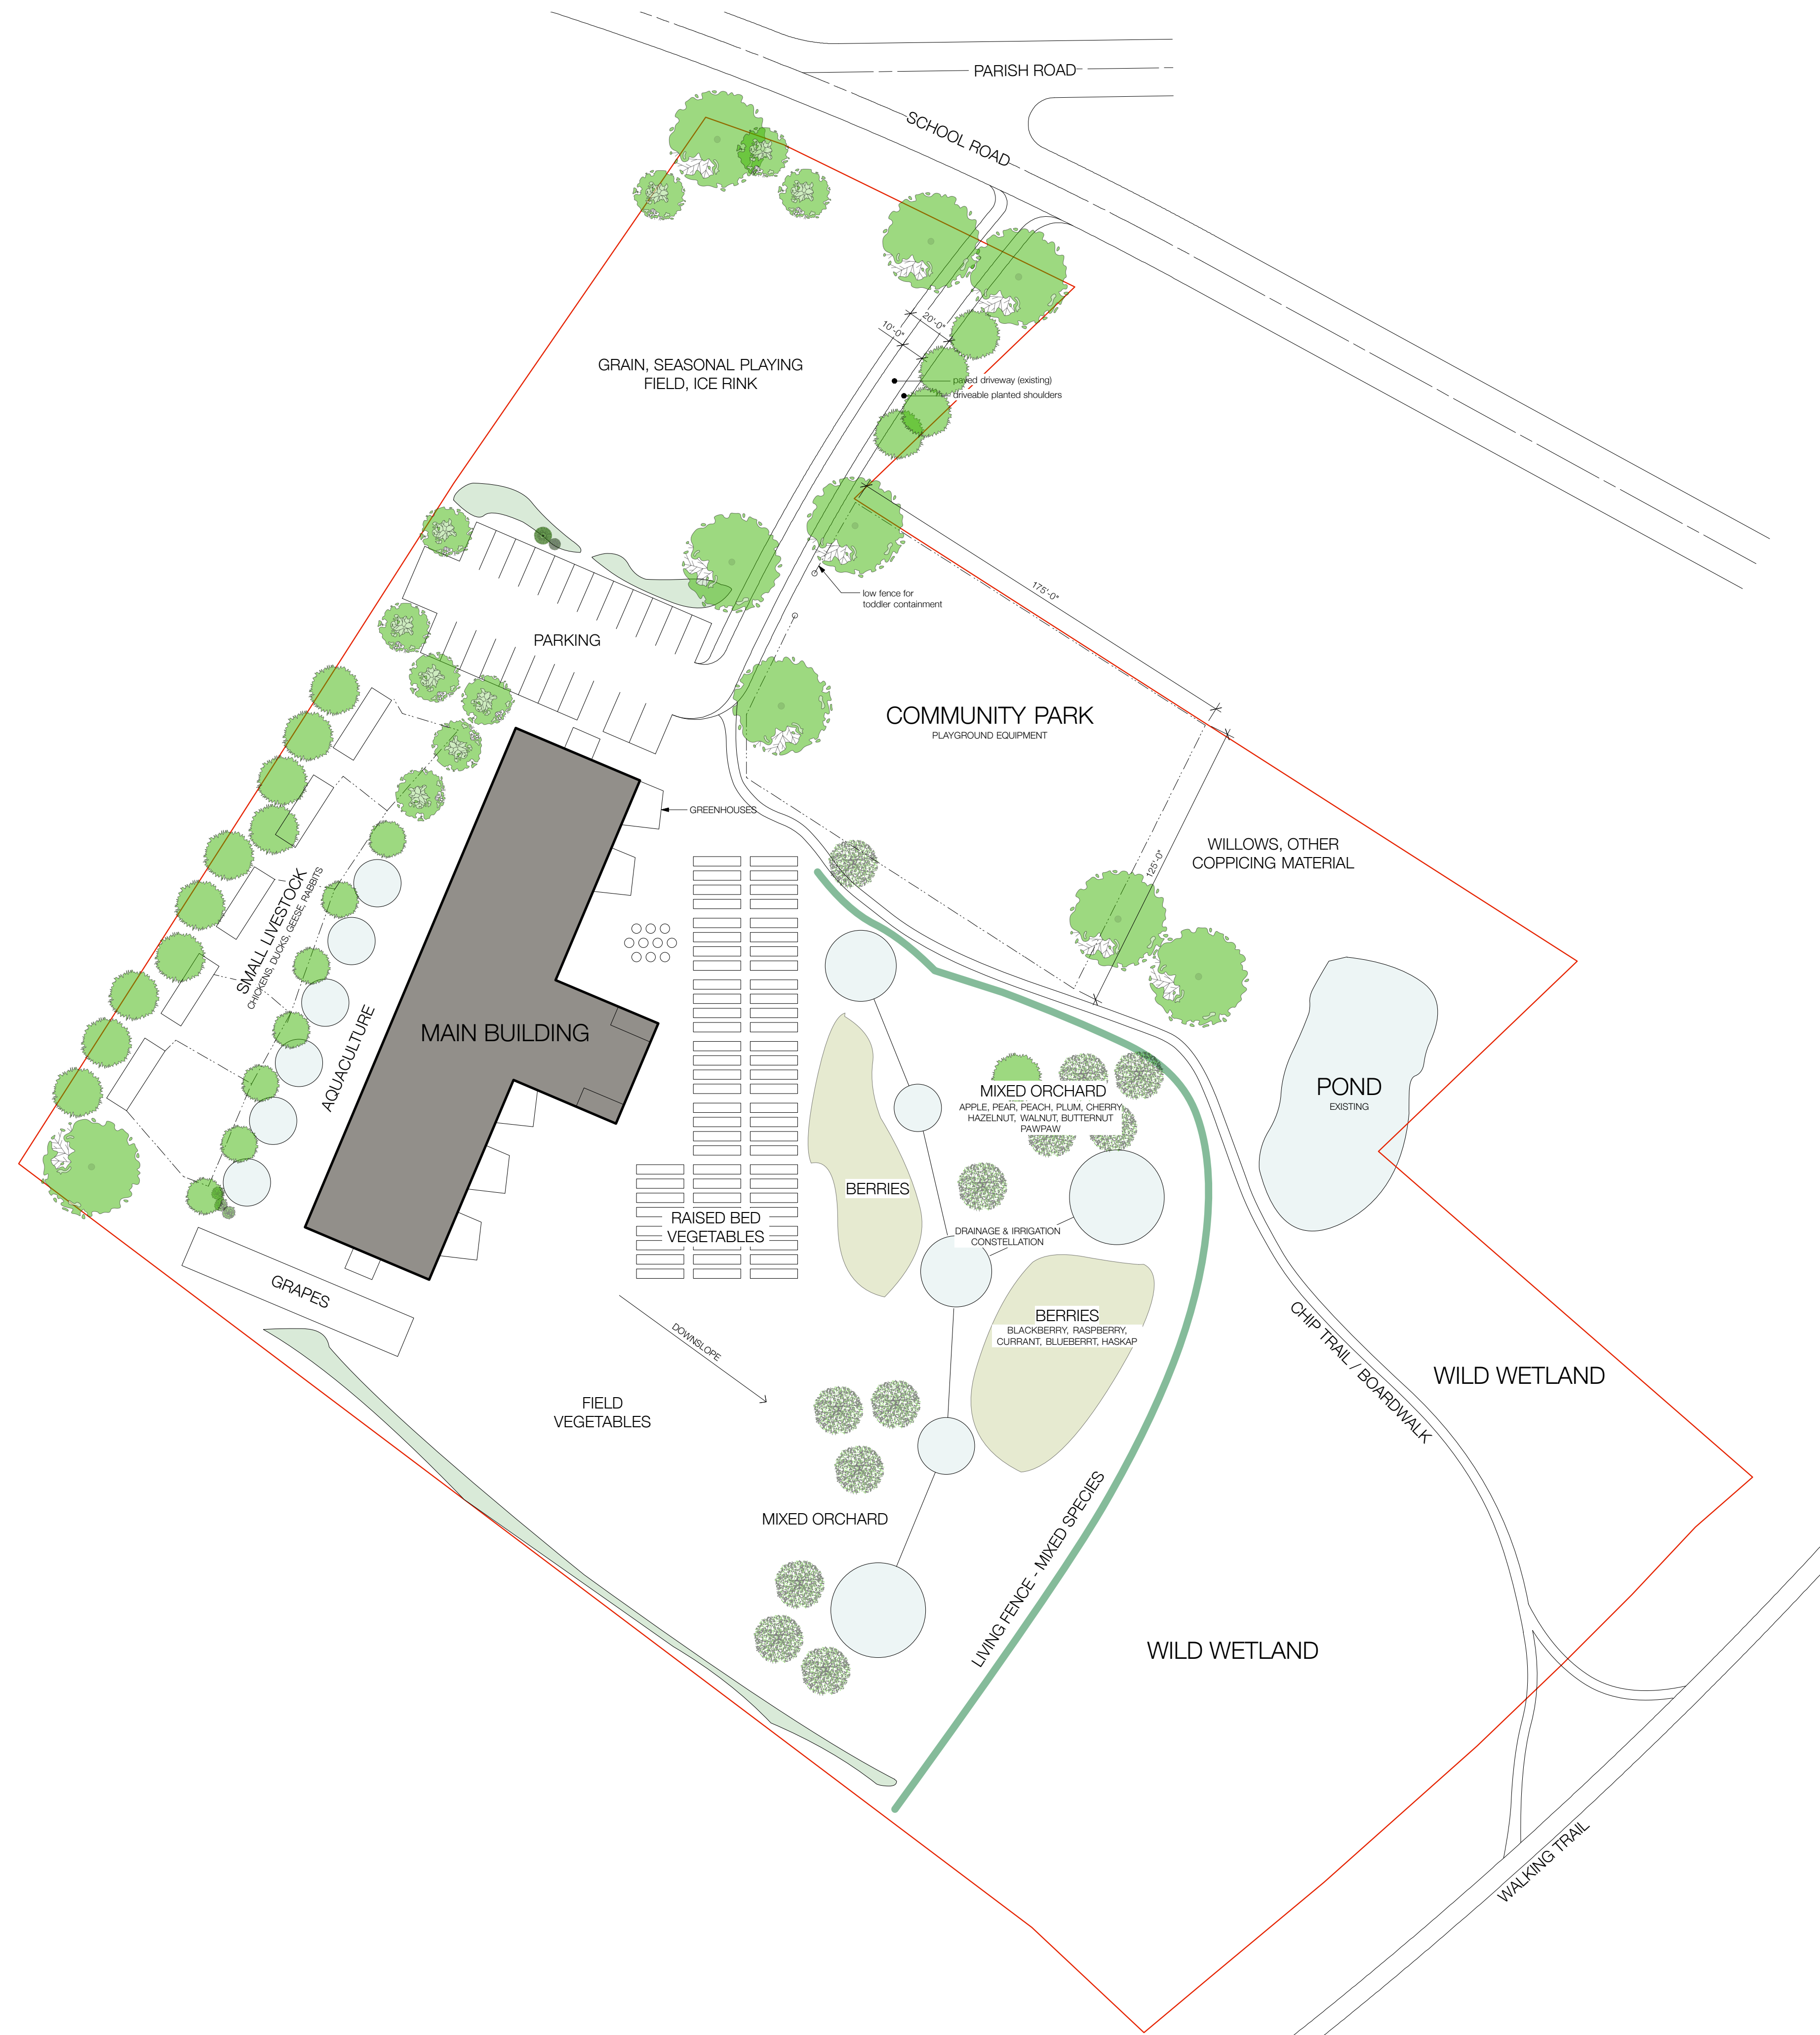 PARISH ROAD
SCHOOL ROAD
GRAIN, SEASONAL PLAYING
FIELD, ICE RINK
10'-0"
20'-0"
paved driveway (existing)
driveable planted shoulders
175'-0"
low fence for
toddler containment
PARKING
COMMUNITY PARK
PLAYGROUND EQUIPMENT
GREENHOUSES
WILLOWS, OTHER
COPPICING MATERIAL
125'-0"
SMALL LIVESTOCK
CHICKENS, DUCKS, GEESE, RABBITS
AQUACULTURE
MAIN BUILDING
POND
EXISTING
MIXED ORCHARD
APPLE, PEAR, PEACH, PLUM, CHERRY
HAZELNUT, WALNUT, BUTTERNUT
PAWPAW
BERRIES
RAISED BED
VEGETABLES
DRAINAGE & IRRIGATION
CONSTELLATION
GRAPES
BERRIES
BLACKBERRY, RASPBERRY,
CURRANT, BLUEBERRT, HASKAP
DOWNSLOPE
CHIP TRAIL / BOARDWALK
WILD WETLAND
FIELD
VEGETABLES
MIXED ORCHARD
LIVING FENCE - MIXED SPECIES
WILD WETLAND
WALKING TRAIL